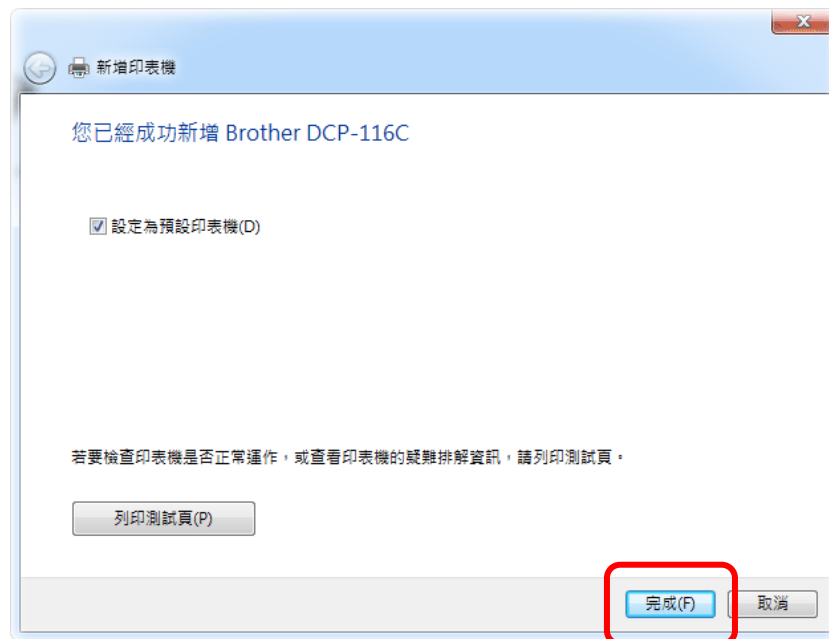 新增印表機
您已經成功新增 Brother DCP-116C
設定為預設印表機(D)
若要檢查印表機是否正常運作，或查看印表機的疑難排解資訊，請列印測試頁。
列印測試頁(P)
完成(F)
取消